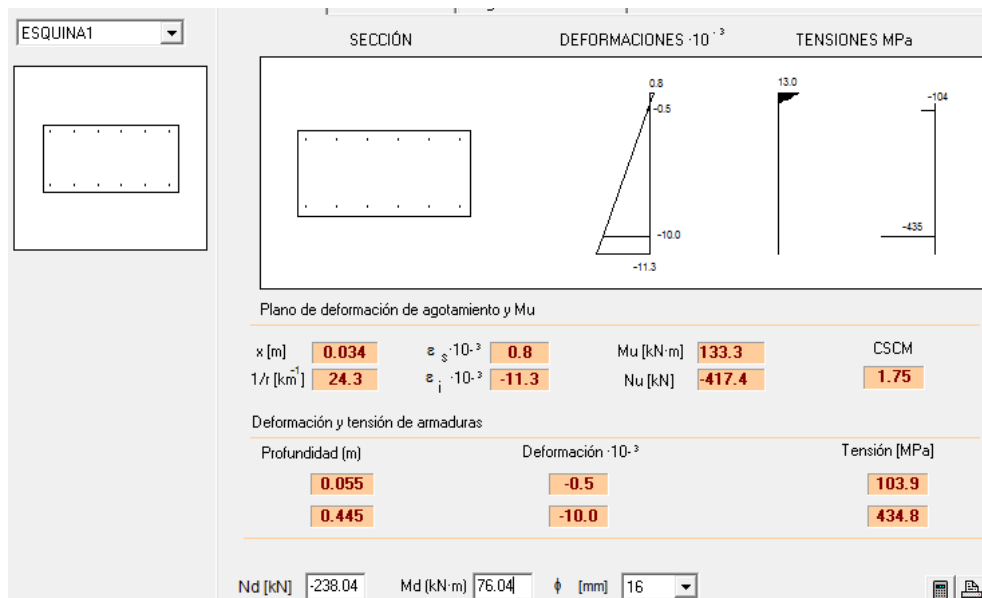 ESQUINA1
SECCIÓN DEFORMACIONES ·10 ⁻³ TENSIONES MPa
0.8 13.0
-0.5 -104
-10.0 -435
-11.3
Plano de deformación de agotamiento y Mu
x [m] 0.034 ε s ·10-³ 0.8 Mu [kN·m] 133.3 CSCM
1/r [km⁻¹] 24.3 ε i ·10-³ -11.3 Nu [kN] -417.4 1.75
Deformación y tensión de armaduras
Profundidad (m) Deformación ·10-³ Tensión [MPa]
0.055 -0.5 103.9
0.445 -10.0 434.8
Nd [kN] -238.04 Md (kN·m) 76.04 ϕ [mm] 16